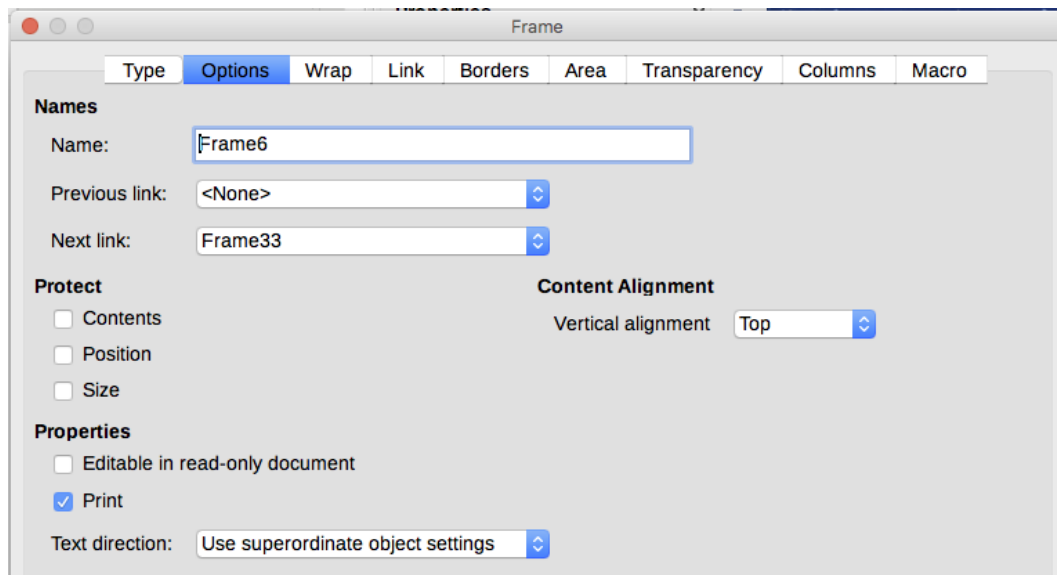 Properties
Frame
Type Options Wrap Link Borders Area Transparency Columns Macro
Names
Name: Frame6
Previous link: <None>
Next link: Frame33
Protect
Contents
Position
Size
Content Alignment
Vertical alignment Top
Properties
Editable in read-only document
Print
Text direction: Use superordinate object settings